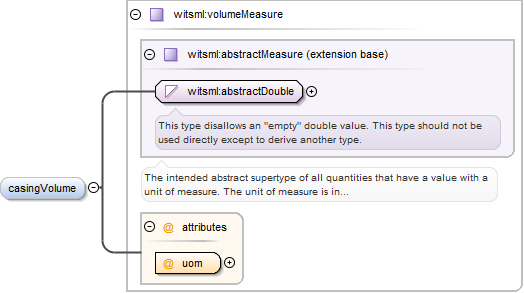 witsml:volumeMeasure
witsml:abstractMeasure (extension base)
witsml:abstractDouble
This type disallows an "empty" double value. This type should not be
used directly except to derive another type.
The intended abstract supertype of all quantities that have a value with a
unit of measure. The unit of measure is in...
casingVolume
@ attributes
@ uom